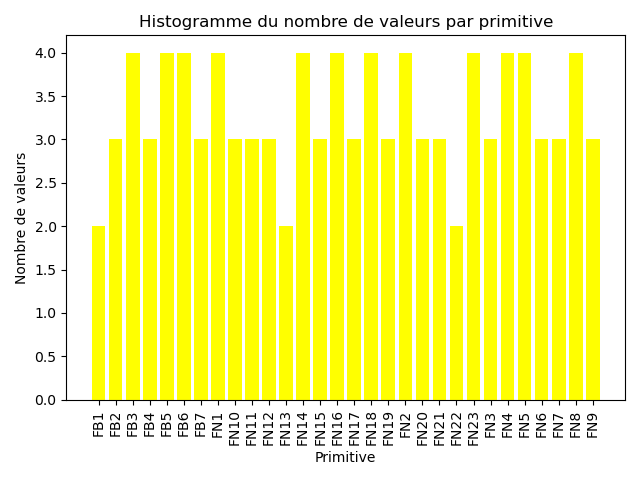 Histogramme du nombre de valeurs par primitive
Nombre de valeurs
4.0
3.5
3.0
2.5
2.0
1.5
1.0
0.5
0.0
FB1
FB2
FB3
FB4
FB5
FB6
FB7
FN1
FN10
FN11
FN12
FN13
FN14
FN15
FN16
FN17
FN18
FN19
FN2
FN20
FN21
FN22
FN23
FN3
FN4
FN5
FN6
FN7
FN8
FN9
Primitive